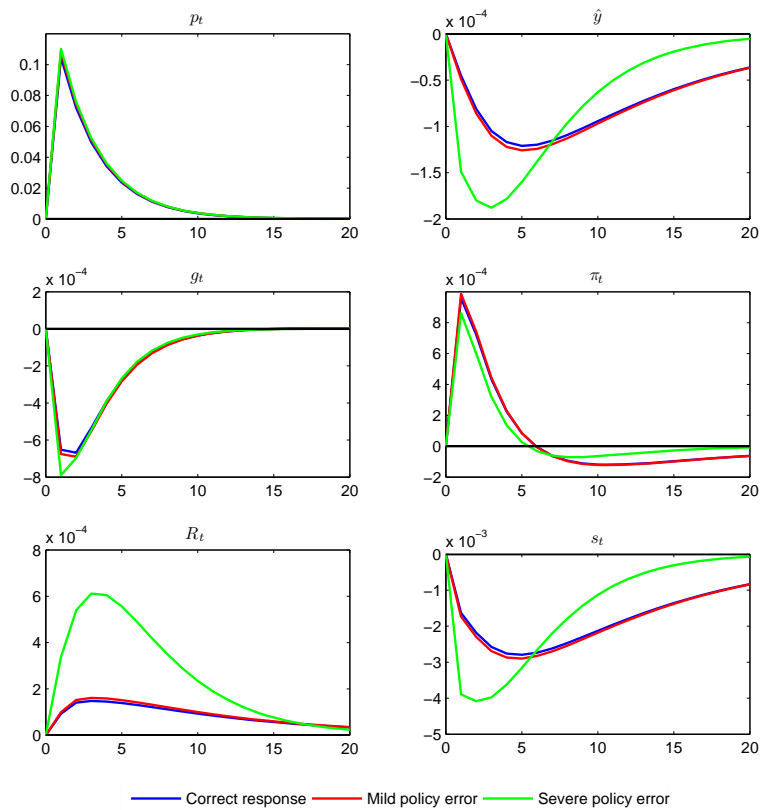 p_t
0.1
0.08
0.06
0.04
0.02
0
0 5 10 15 20
ŷ
x 10^−4
0
−0.5
−1
−1.5
−2
0 5 10 15 20
g_t
x 10^−4
2
0
−2
−4
−6
−8
0 5 10 15 20
π_t
x 10^−4
8
6
4
2
0
−2
0 5 10 15 20
R_t
x 10^−4
8
6
4
2
0
0 5 10 15 20
s_t
x 10^−3
0
−1
−2
−3
−4
−5
0 5 10 15 20
Correct response Mild policy error Severe policy error